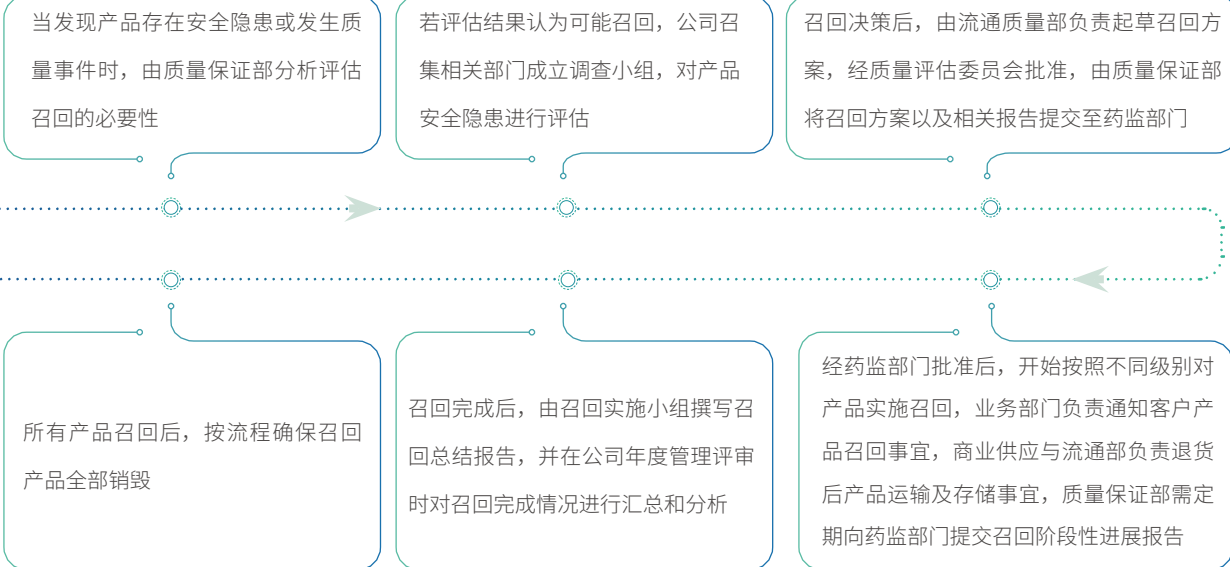 当发现产品存在安全隐患或发生质
量事件时，由质量保证部分析评估
召回的必要性
若评估结果认为可能召回，公司召
集相关部门成立调查小组，对产品
安全隐患进行评估
召回决策后，由流通质量部负责起草召回方
案，经质量评估委员会批准，由质量保证部
将召回方案以及相关报告提交至药监部门
经药监部门批准后，开始按照不同级别对
产品实施召回，业务部门负责通知客户产
品召回事宜，商业供应与流通部负责退货
后产品运输及存储事宜，质量保证部需定
期向药监部门提交召回阶段性进展报告
召回完成后，由召回实施小组撰写召
回总结报告，并在公司年度管理评审
时对召回完成情况进行汇总和分析
所有产品召回后，按流程确保召回
产品全部销毁